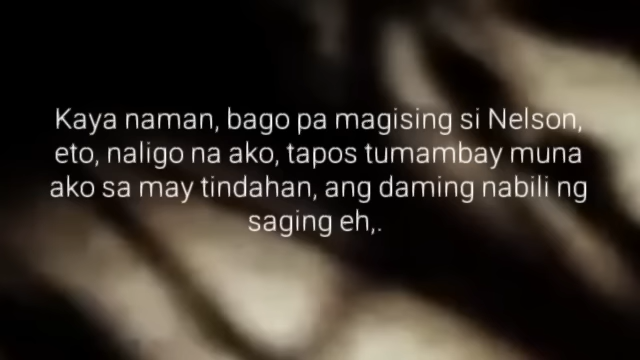 Kaya naman, bago pa magising si Nelson,
eto, naligo na ako, tapos tumambay muna
ako sa may tindahan, ang daming nabili ng
saging eh,.